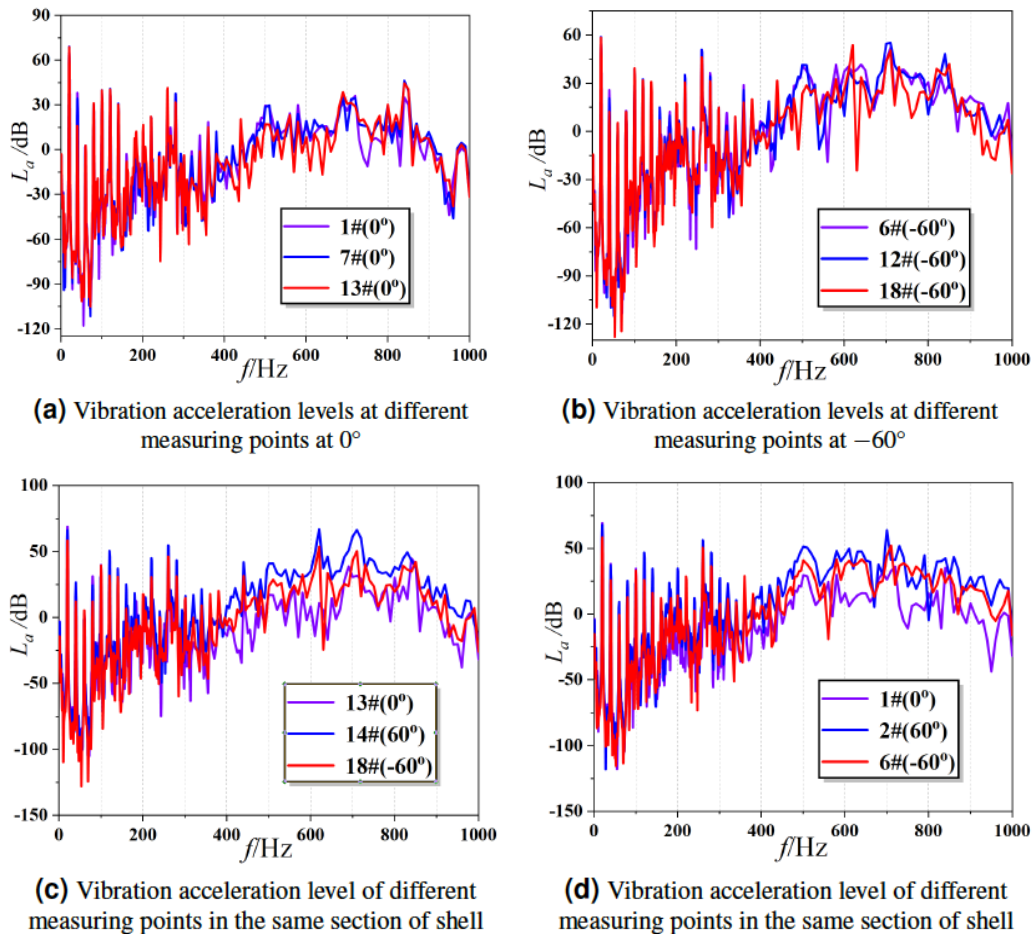 90
60
30
0
-30
-60
-90
-120
Lₐ/dB
1#(0°)
7#(0°)
13#(0°)
0 200 400 600 800 1000
f/Hz
(a) Vibration acceleration levels at different
measuring points at 0°
60
30
0
-30
-60
-90
-120
Lₐ/dB
6#(-60°)
12#(-60°)
18#(-60°)
0 200 400 600 800 1000
f/Hz
(b) Vibration acceleration levels at different
measuring points at −60°
100
50
0
-50
-100
-150
Lₐ/dB
13#(0°)
14#(60°)
18#(-60°)
0 200 400 600 800 1000
f/Hz
(c) Vibration acceleration level of different
measuring points in the same section of shell
100
50
0
-50
-100
-150
Lₐ/dB
1#(0°)
2#(60°)
6#(-60°)
0 200 400 600 800 1000
f/Hz
(d) Vibration acceleration level of different
measuring points in the same section of shell